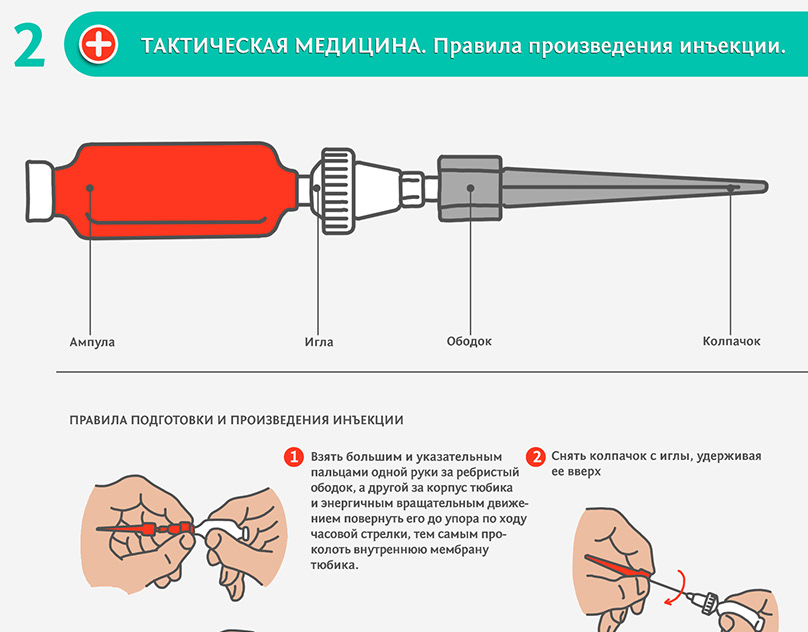 2
ТАКТИЧЕСКАЯ МЕДИЦИНА. Правила произведения инъекции.
Ампула
Игла
Ободок
Колпачок
ПРАВИЛА ПОДГОТОВКИ И ПРОИЗВЕДЕНИЯ ИНЪЕКЦИИ
1
Взять большим и указательным
пальцами одной руки за ребристый
ободок, а другой за корпус тюбика
и энергичным вращательным движе-
нием повернуть его до упора по ходу
часовой стрелки, тем самым про-
колоть внутреннюю мембрану
тюбика.
2
Снять колпачок с иглы, удерживая
ее вверх